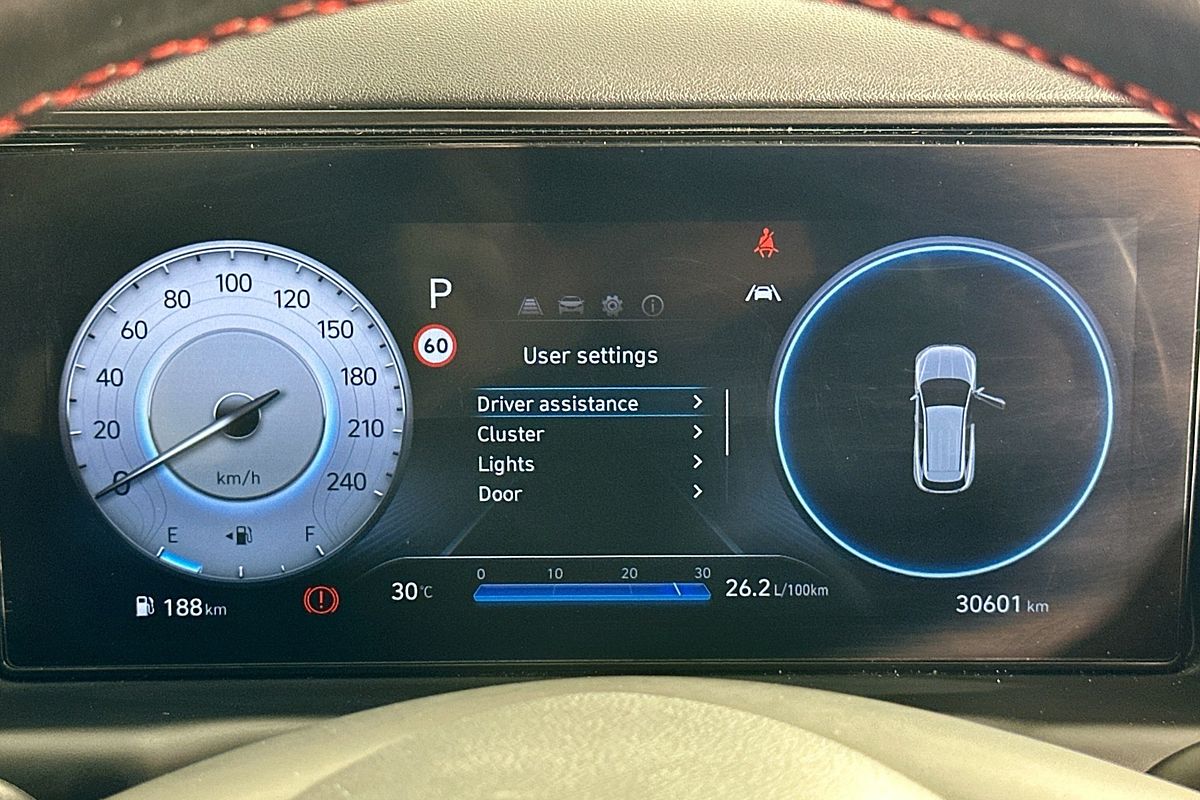 0
20
40
60
80
100
120
150
180
210
240
km/h
E F
188km
P
60
User settings
Driver assistance
Cluster
Lights
Door
30°C
0 10 20 30
26.2 L/100km
30601 km